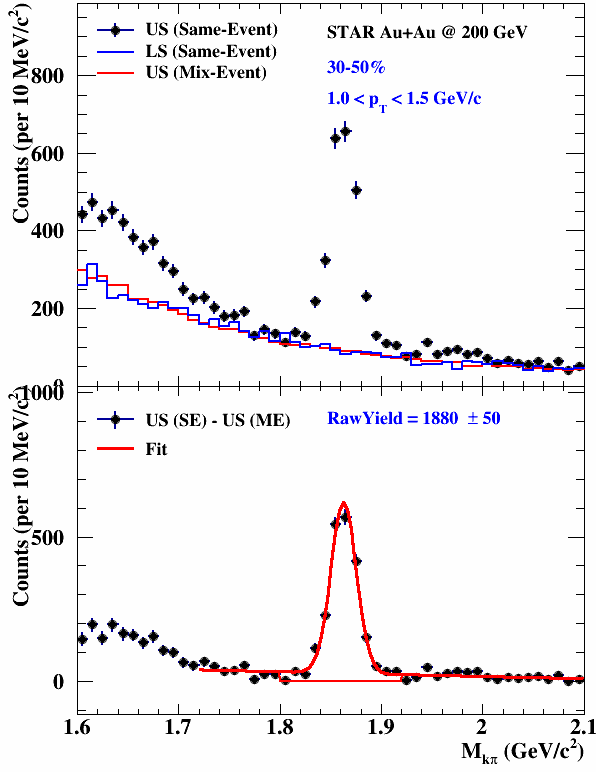 US (Same-Event)
LS (Same-Event)
US (Mix-Event)
STAR Au+Au @ 200 GeV
30-50%
1.0 < p_T < 1.5 GeV/c
Counts (per 10 MeV/c²)
800
600
400
200
0
US (SE) - US (ME)
Fit
RawYield = 1880 ± 50
Counts (per 10 MeV/c²)
1000
500
0
1.6 1.7 1.8 1.9 2 2.1
M_kπ (GeV/c²)